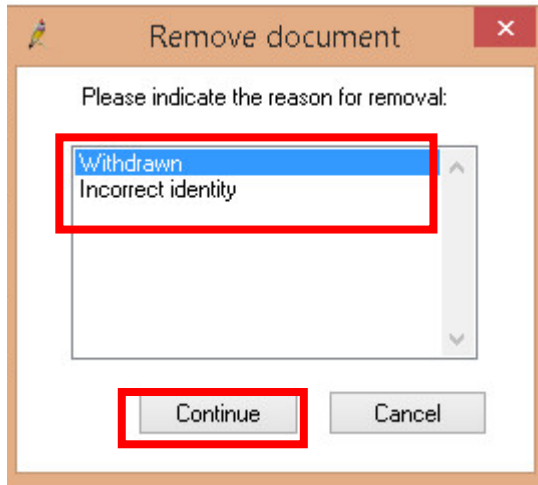 Remove document
Please indicate the reason for removal:
Withdrawn
Incorrect identity
Continue Cancel